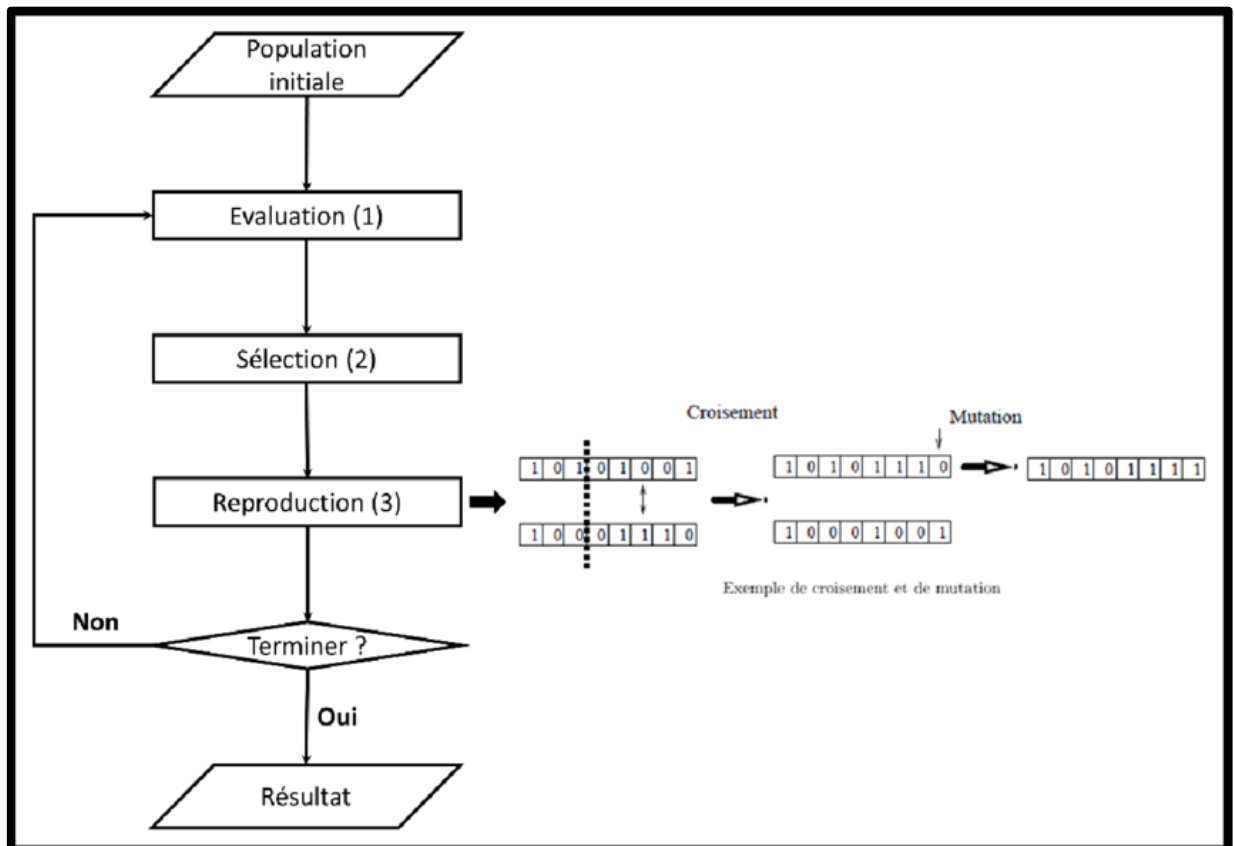 Population
initiale
Evaluation (1)
Sélection (2)
Reproduction (3)
Croisement
Mutation
1 0 1 0 1 0 0 1
1 0 1 0 1 1 1 0
1 0 1 0 1 1 1 1
1 0 0 0 1 1 1 0
1 0 0 0 1 0 0 1
Exemple de croisement et de mutation
Non
Terminer ?
Oui
Résultat